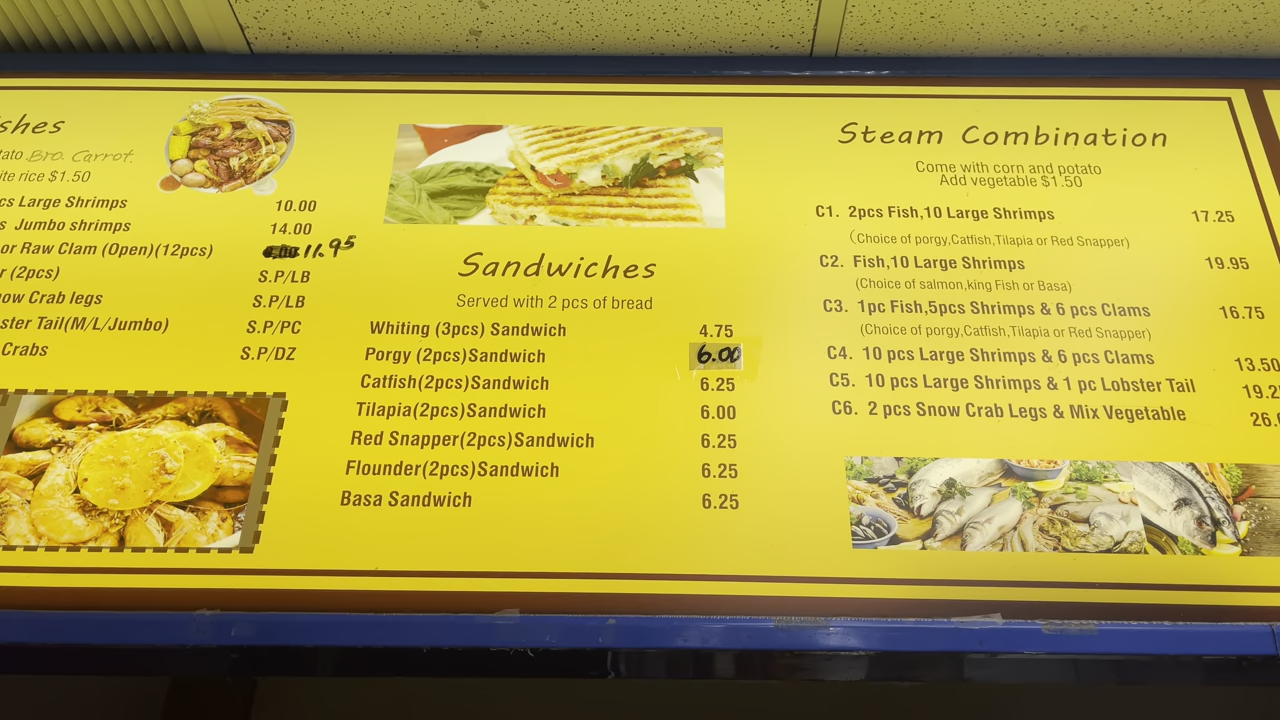 shes
tato Bro. Carrot.
ite rice $1.50
cs Large Shrimps 10.00
s Jumbo shrimps 14.00
or Raw Clam (Open)(12pcs) 11.95
r (2pcs) S.P/LB
now Crab legs S.P/LB
ster Tail(M/L/Jumbo) S.P/PC
Crabs S.P/DZ
Sandwiches
Served with 2 pcs of bread
Whiting (3pcs) Sandwich 4.75
Porgy (2pcs)Sandwich 6.00
Catfish(2pcs)Sandwich 6.25
Tilapia(2pcs)Sandwich 6.00
Red Snapper(2pcs)Sandwich 6.25
Flounder(2pcs)Sandwich 6.25
Basa Sandwich 6.25
Steam Combination
Come with corn and potato
Add vegetable $1.50
C1. 2pcs Fish,10 Large Shrimps 17.25
(Choice of porgy,Catfish,Tilapia or Red Snapper)
C2. Fish,10 Large Shrimps 19.95
(Choice of salmon,king Fish or Basa)
C3. 1pc Fish,5pcs Shrimps & 6 pcs Clams 16.75
(Choice of porgy,Catfish,Tilapia or Red Snapper)
C4. 10 pcs Large Shrimps & 6 pcs Clams 13.50
C5. 10 pcs Large Shrimps & 1 pc Lobster Tail 19.2
C6. 2 pcs Snow Crab Legs & Mix Vegetable 26.